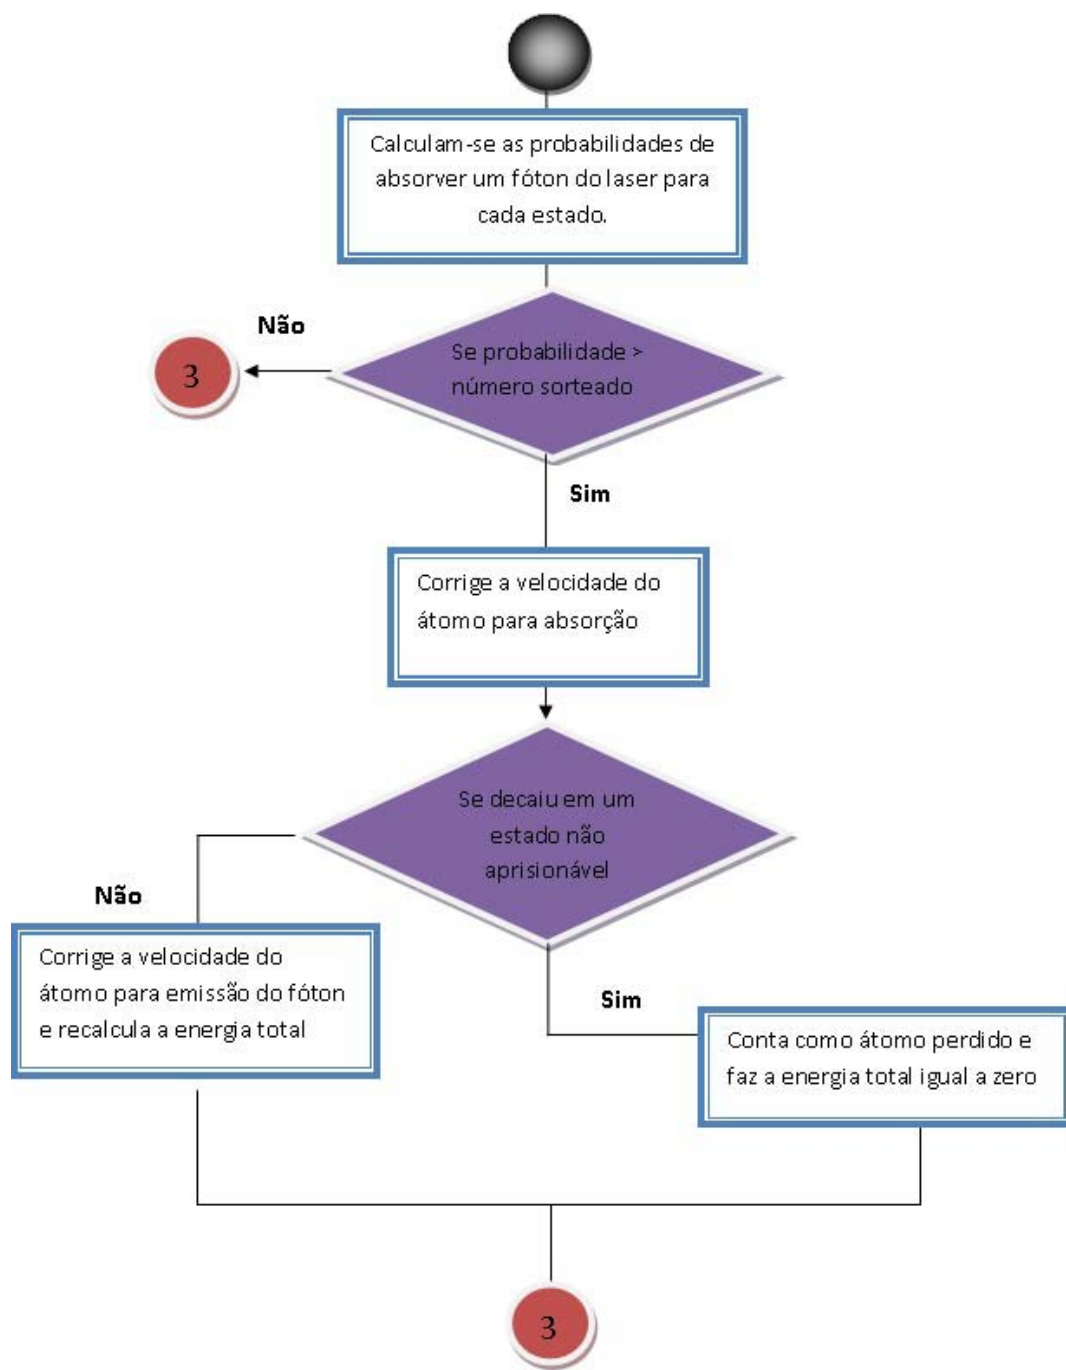 Calculam-se as probabilidades de
absorver um fóton do laser para
cada estado.
Não
3
Se probabilidade >
número sorteado
Sim
Corrige a velocidade do
átomo para absorção
Se decaiu em um
estado não
aprisionável
Não
Corrige a velocidade do
átomo para emissão do fóton
e recalcula a energia total
Sim
Conta como átomo perdido e
faz a energia total igual a zero
3